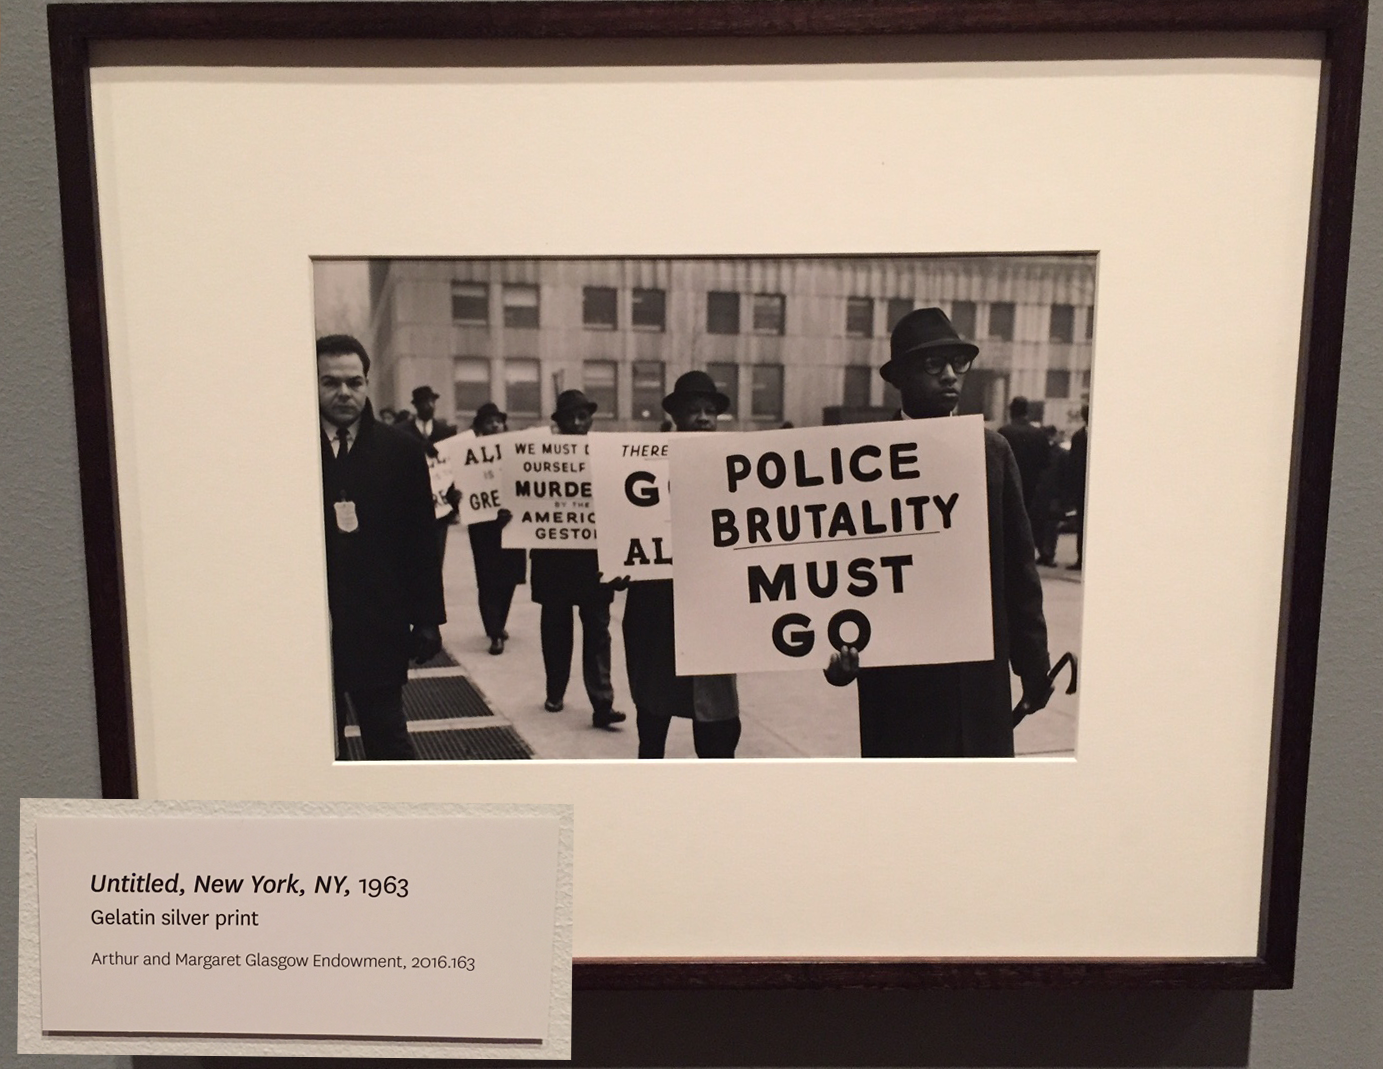 ALI
IS
GRE
WE MUST
OURSELF
MURDE
BY THE
AMERIC
GESTO
THERE
G
AL
POLICE
BRUTALITY
MUST
GO
Untitled, New York, NY, 1963
Gelatin silver print
Arthur and Margaret Glasgow Endowment, 2016.163